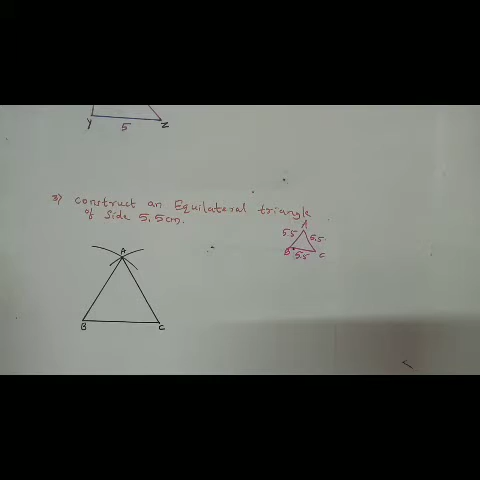 Y
5
Z
3) construct an Equilateral triangle
of Side 5.5cm.
A
5.5 5.5
B 5.5 C
A
B C